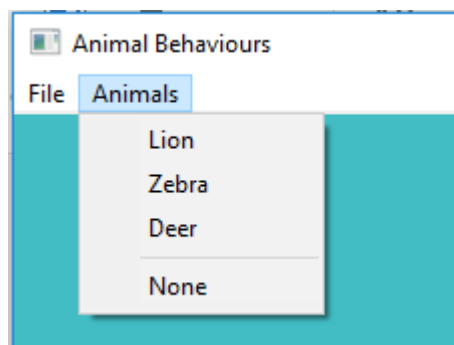 Animal Behaviours
File Animals
Lion
Zebra
Deer
None